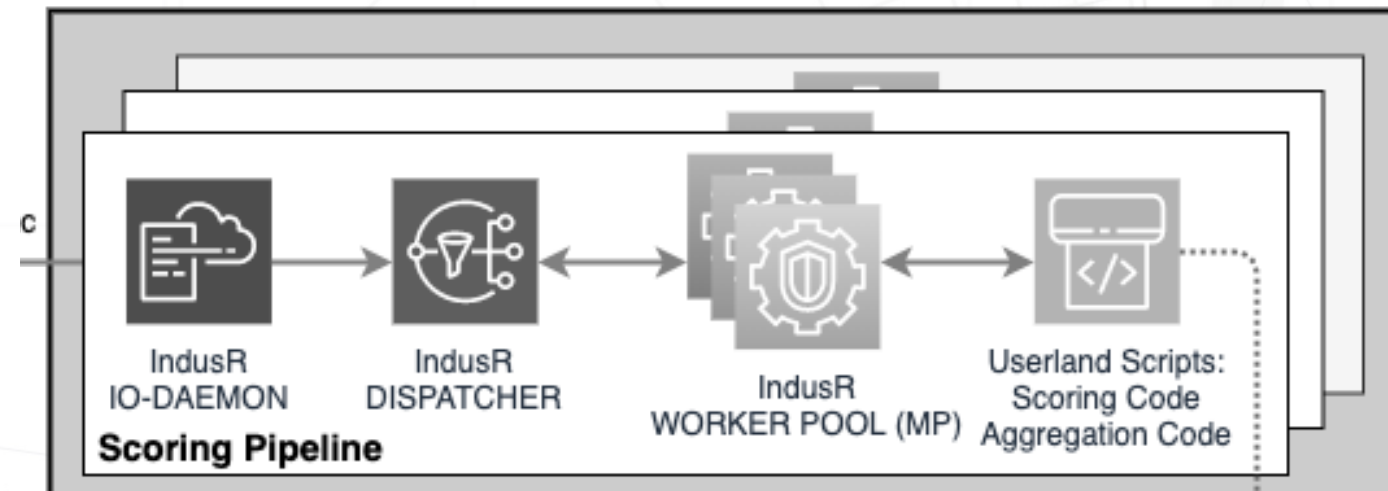 c
IndusR
IO-DAEMON
IndusR
DISPATCHER
IndusR
WORKER POOL (MP)
Userland Scripts:
Scoring Code
Aggregation Code
Scoring Pipeline